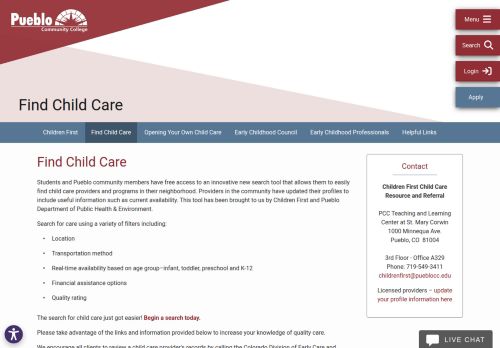 Pueblo
Community College
Menu
Search
Login
Apply
Find Child Care
Children First
Find Child Care
Opening Your Own Child Care
Early Childhood Council
Early Childhood Professionals
Helpful Links
Find Child Care
Students and Pueblo community members have free access to an innovative new search tool that allows them to easily
find child care providers and programs in their neighborhood. Providers in the community have updated their profiles to
include useful information such as current availability. This tool has been brought to us by Children First and Pueblo
Department of Public Health & Environment.
Search for care using a variety of filters including:
• Location
• Transportation method
• Real-time availability based on age group–infant, toddler, preschool and K-12
• Financial assistance options
• Quality rating
The search for child care just got easier! Begin a search today.
Please take advantage of the links and information provided below to increase your knowledge of quality care.
We encourage all clients to review a child care provider's records by calling the Colorado Division of Early Care and
Contact
Children First Child Care
Resource and Referral
PCC Teaching and Learning
Center at St. Mary Corwin
1000 Minnequa Ave.
Pueblo, CO 81004
3rd Floor - Office A329
Phone: 719-549-3411
childrenfirst@pueblocc.edu
Licensed providers – update
your profile information here
LIVE CHAT